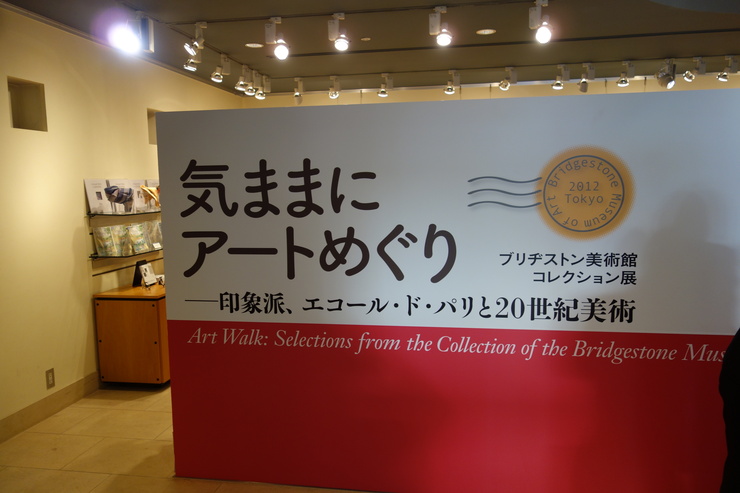 気ままに
アートめぐり
Bridgestone Museum of Art
2012
Tokyo
ブリヂストン美術館
コレクション展
──印象派、エコール・ド・パリと20世紀美術
Art Walk: Selections from the Collection of the Bridgestone Mus